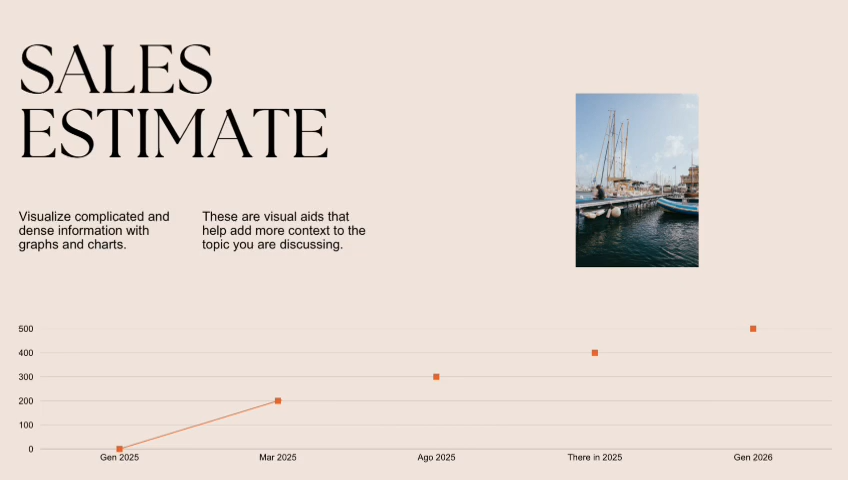 SALES
ESTIMATE
Visualize complicated and
dense information with
graphs and charts.
These are visual aids that
help add more context to the
topic you are discussing.
500
400
300
200
100
0
Gen 2025
Mar 2025
Ago 2025
There in 2025
Gen 2026